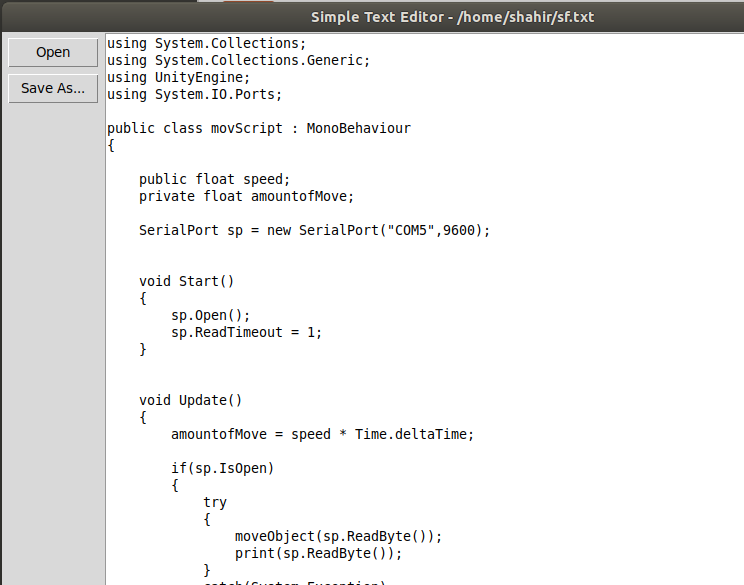 Simple Text Editor - /home/shahir/sf.txt
Open
Save As...
using System.Collections;
using System.Collections.Generic;
using UnityEngine;
using System.IO.Ports;
public class movScript : MonoBehaviour
{
    public float speed;
    private float amountofMove;
    SerialPort sp = new SerialPort("COM5",9600);
    void Start()
    {
        sp.Open();
        sp.ReadTimeout = 1;
    }
    void Update()
    {
        amountofMove = speed * Time.deltaTime;
        if(sp.IsOpen)
        {
            try
            {
                moveObject(sp.ReadByte());
                print(sp.ReadByte());
            }
            catch(System.Exception)